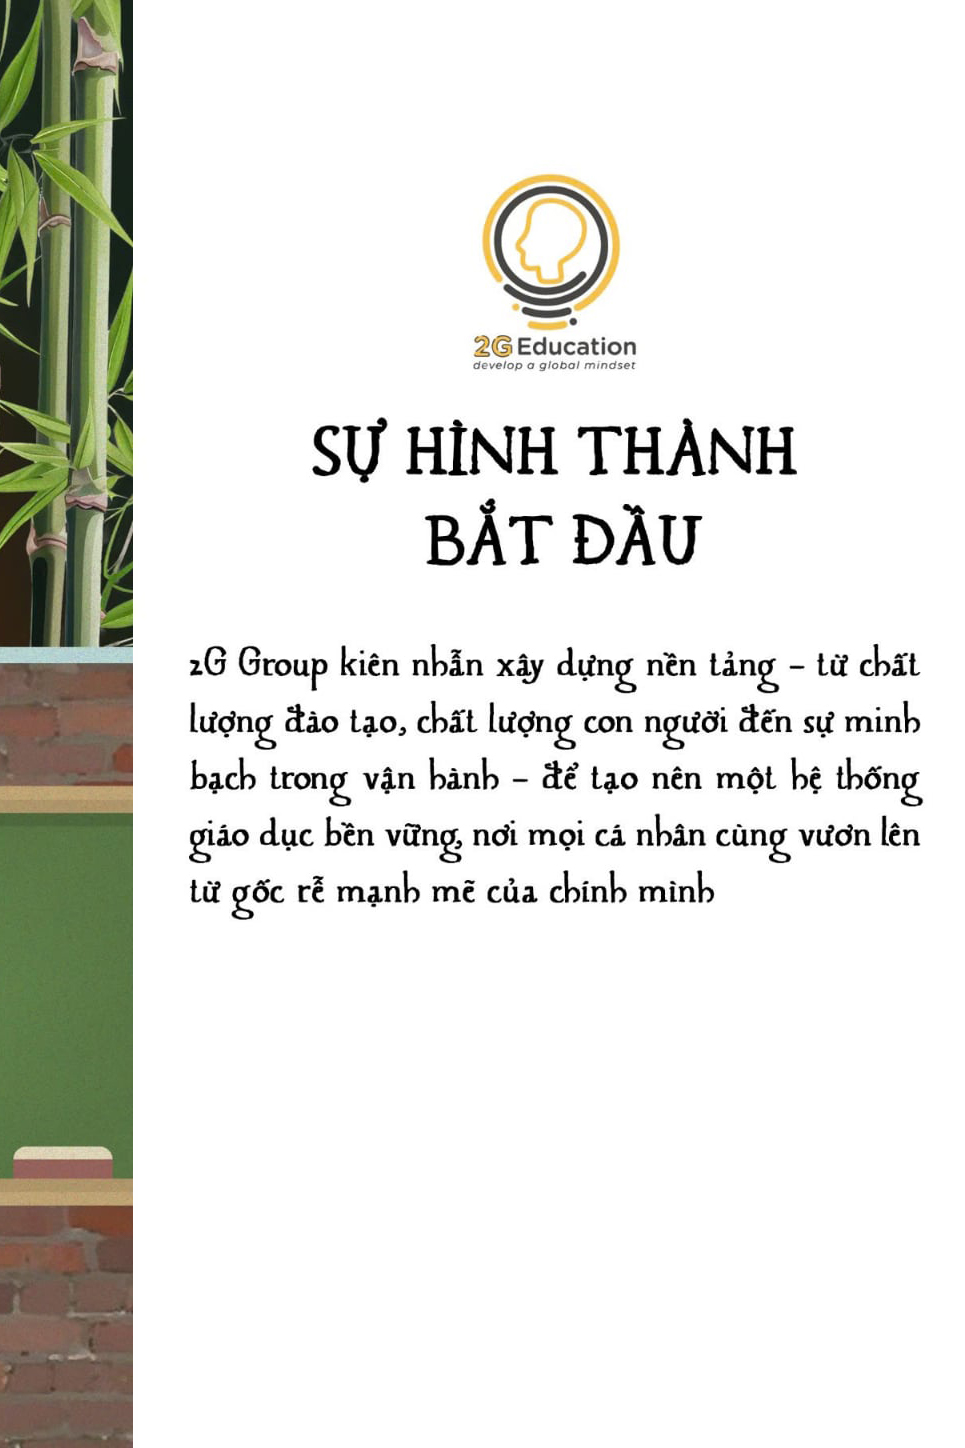 2G Education
develop a global mindset
SỰ HÌNH THÀNH
BẮT ĐẦU
2G Group kiên nhẫn xây dựng nền tảng – từ chất
lượng đào tạo, chất lượng con người đến sự minh
bạch trong vận hành – để tạo nên một hệ thống
giáo dục bền vững, nơi mọi cá nhân cùng vươn lên
từ gốc rễ mạnh mẽ của chính mình